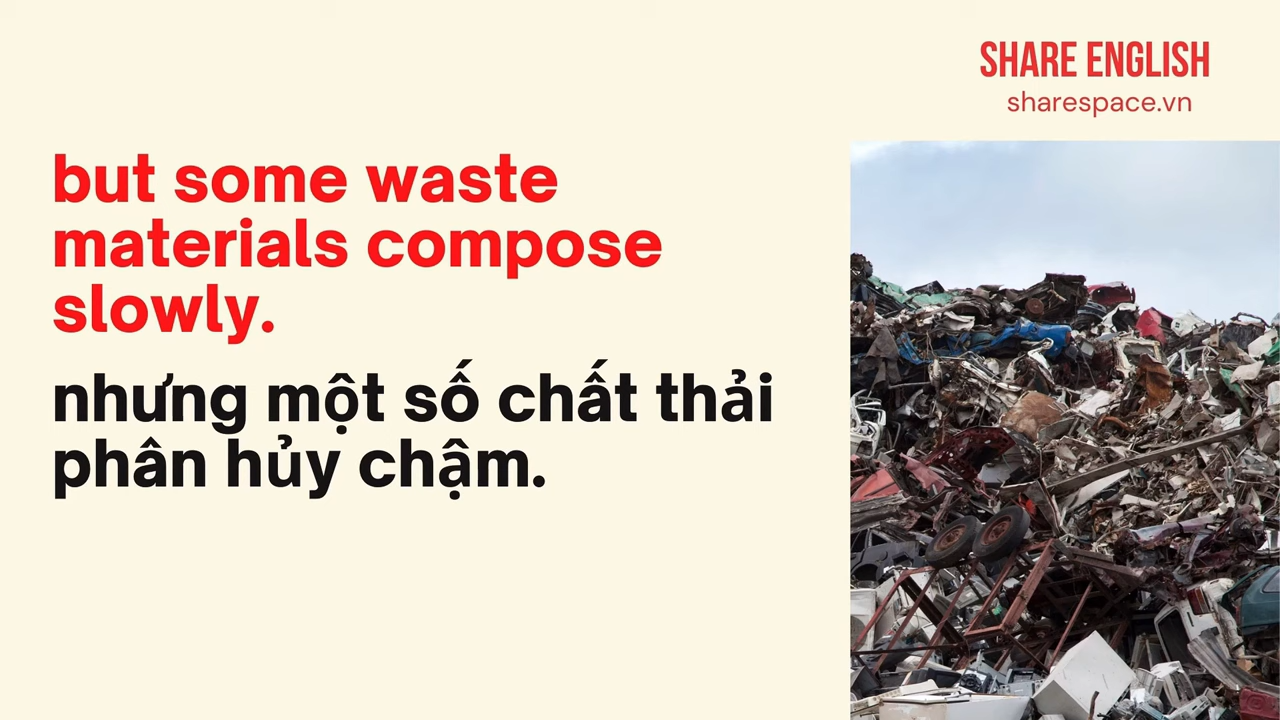 SHARE ENGLISH
sharespace.vn
but some waste
materials compose
slowly.
nhưng một số chất thải
phân hủy chậm.